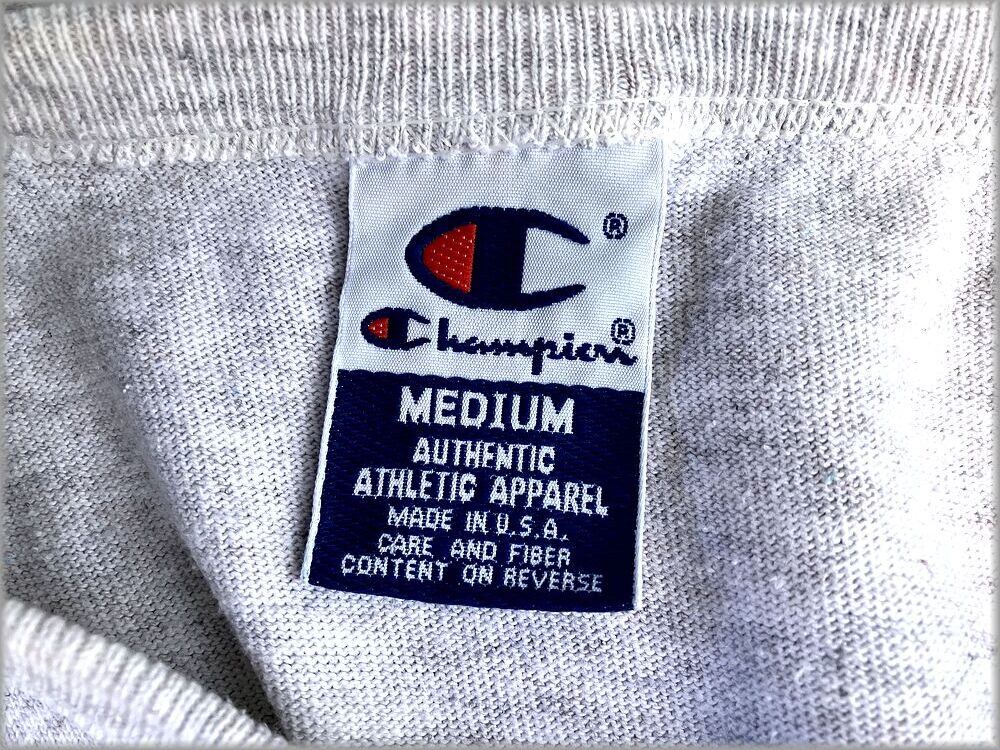 ®
Champion®
MEDIUM
AUTHENTIC
ATHLETIC APPAREL
MADE IN U.S.A.
CARE AND FIBER
CONTENT ON REVERSE